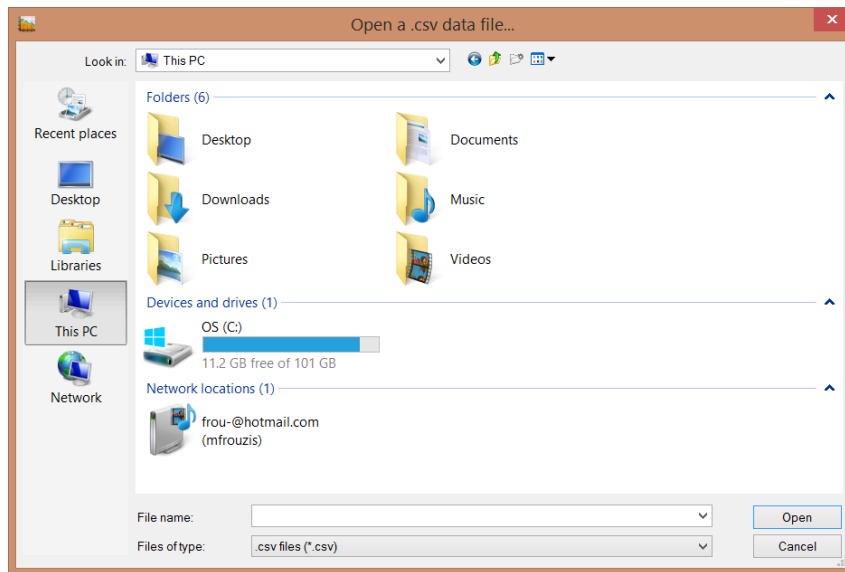 Open a .csv data file...
Look in:
This PC
Recent places
Desktop
Libraries
This PC
Network
Folders (6)
Desktop
Documents
Downloads
Music
Pictures
Videos
Devices and drives (1)
OS (C:)
11.2 GB free of 101 GB
Network locations (1)
frou-@hotmail.com
(mfrouzis)
File name:
Open
Files of type:
.csv files (*.csv)
Cancel